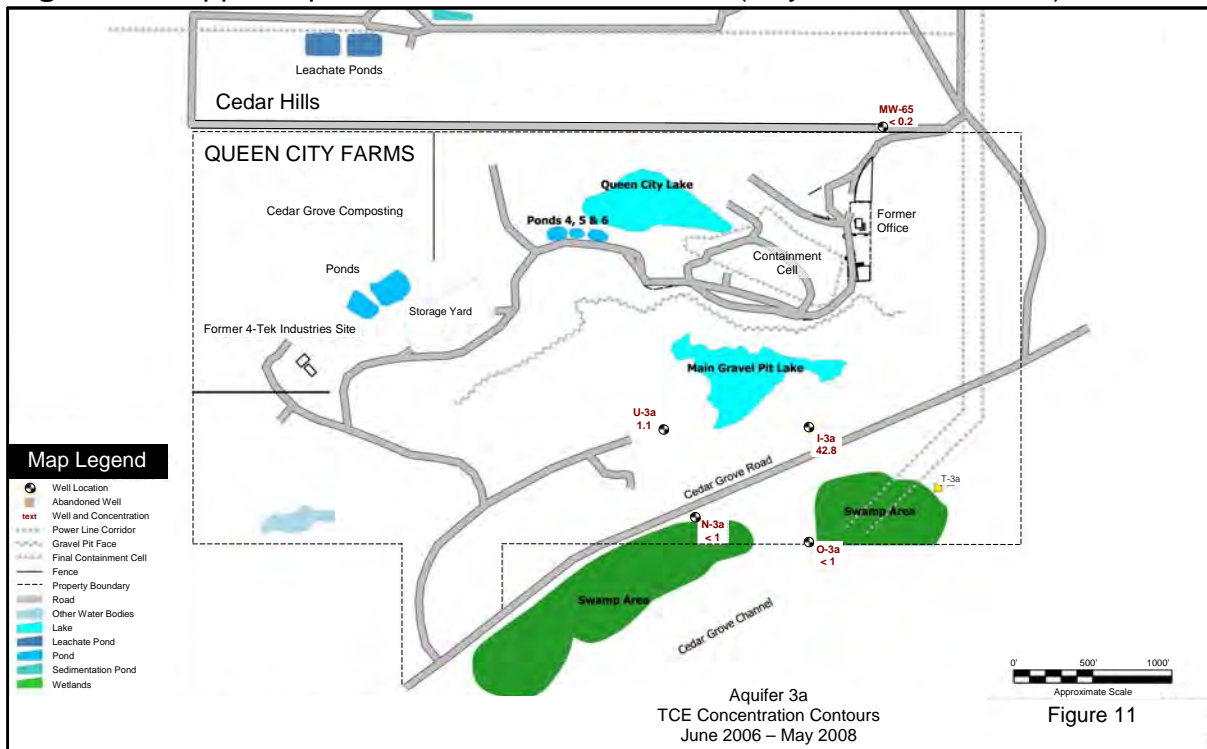 Leachate Ponds
Cedar Hills
MW-65
< 0.2
QUEEN CITY FARMS
Queen City Lake
Cedar Grove Composting
Former
Office
Ponds 4, 5 & 6
Containment
Cell
Ponds
Storage Yard
Former 4-Tek Industries Site
Main Gravel Pit Lake
U-3a
1.1
I-3a
42.8
Map Legend
Well Location
Abandoned Well
text Well and Concentration
Power Line Corridor
Gravel Pit Face
Final Containment Cell
Fence
Property Boundary
Road
Other Water Bodies
Lake
Leachate Pond
Pond
Sedimentation Pond
Wetlands
Cedar Grove Road
T-3a
--
Swamp Area
N-3a
< 1
O-3a
< 1
Swamp Area
Cedar Grove Channel
0' 500' 1000'
Approximate Scale
Aquifer 3a
TCE Concentration Contours
June 2006 – May 2008
Figure 11